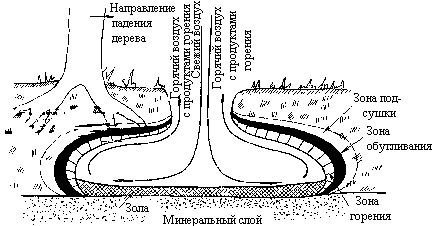 Направление
падения
дерева
Горячий воздух
с продуктами горения
Свежий воздух
Горячий воздух
с продуктами
горения
Зона под-
сушки
Зона
обугливания
Зона
горения
Зола
Минеральный слой